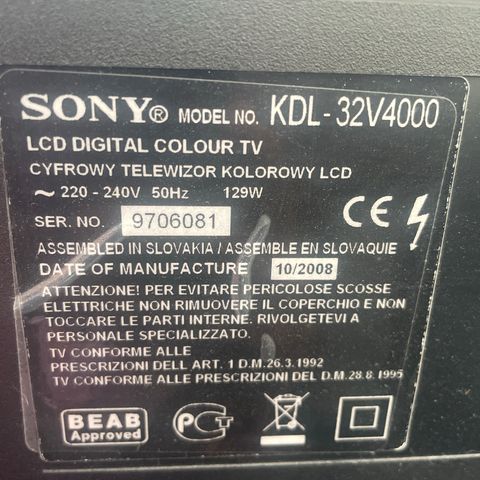 SONY® MODEL NO. KDL-32V4000
LCD DIGITAL COLOUR TV
CYFROWY TELEWIZOR KOLOROWY LCD
~ 220 - 240V 50Hz 129W
SER. NO. 9706081
CE
ASSEMBLED IN SLOVAKIA / ASSEMBLE EN SLOVAQUIE
DATE OF MANUFACTURE 10/2008
ATTENZIONE! PER EVITARE PERICOLOSE SCOSSE
ELETTRICHE NON RIMUOVERE IL COPERCHIO E NON
TOCCARE LE PARTI INTERNE. RIVOLGETEVI A
PERSONALE SPECIALIZZATO.
TV CONFORME ALLE
PRESCRIZIONI DELL ART. 1 D.M.26.3.1992
TV CONFORME ALLE PRESCRIZIONI DEL D.M.28.8.1995
BEAB
Approved